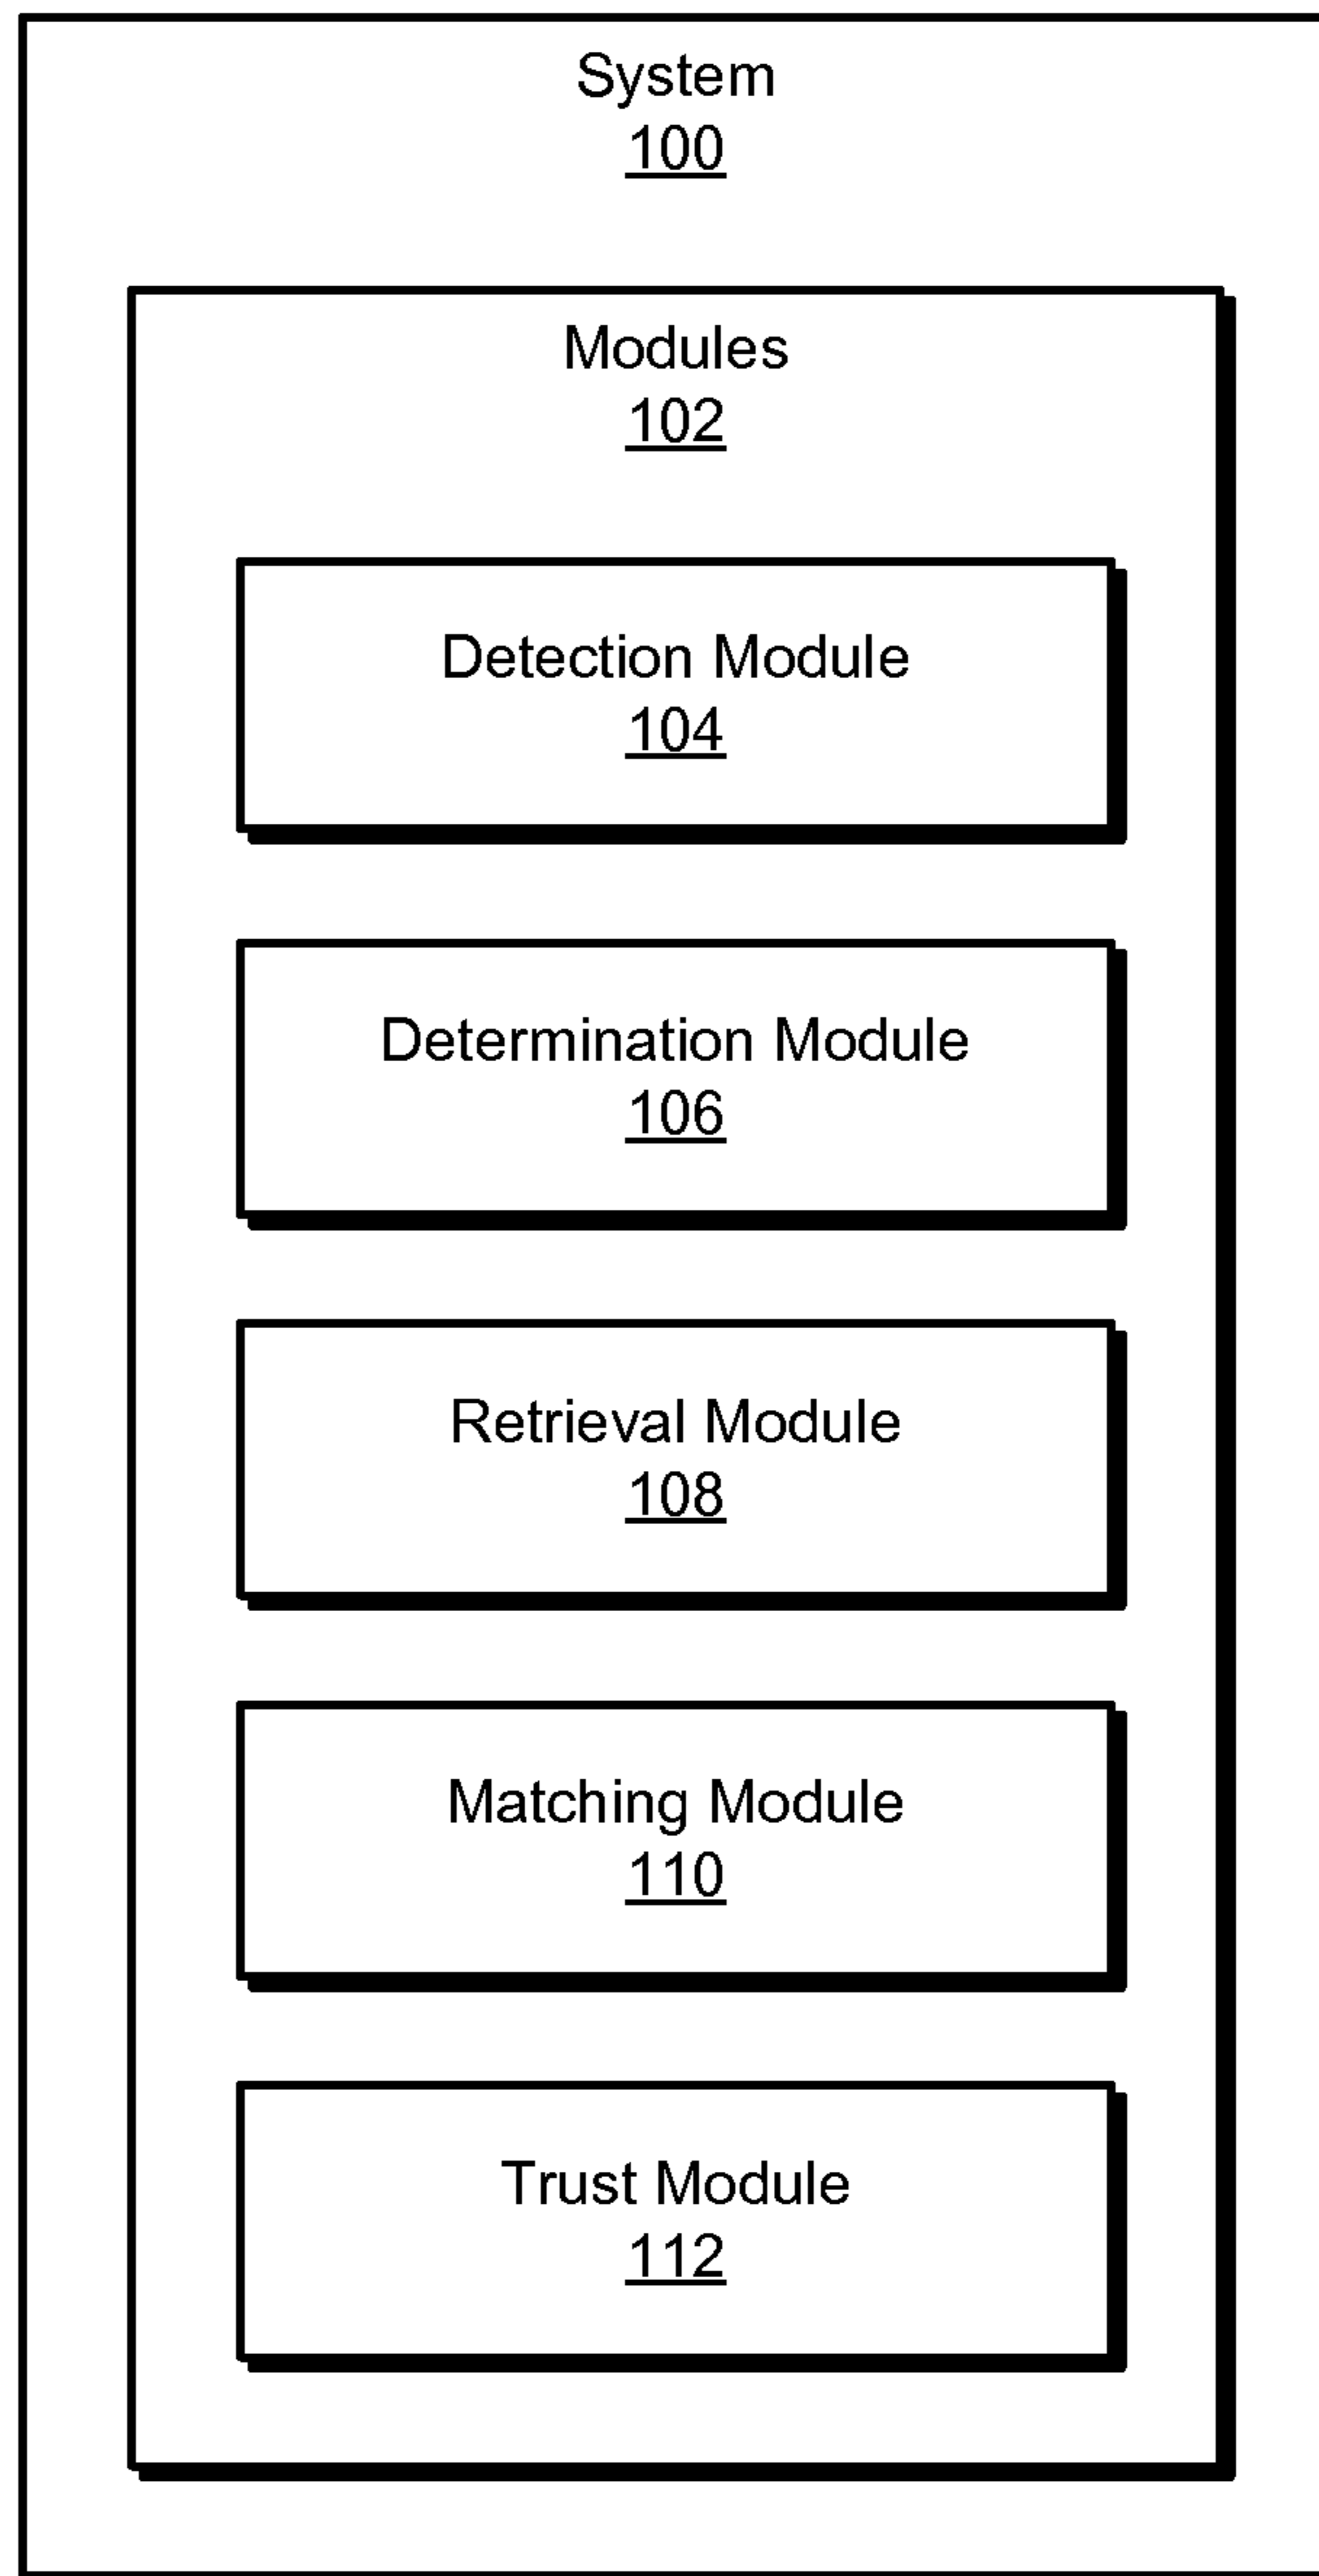 System
100
Modules
102
Detection Module
104
Determination Module
106
Retrieval Module
108
Matching Module
110
Trust Module
112